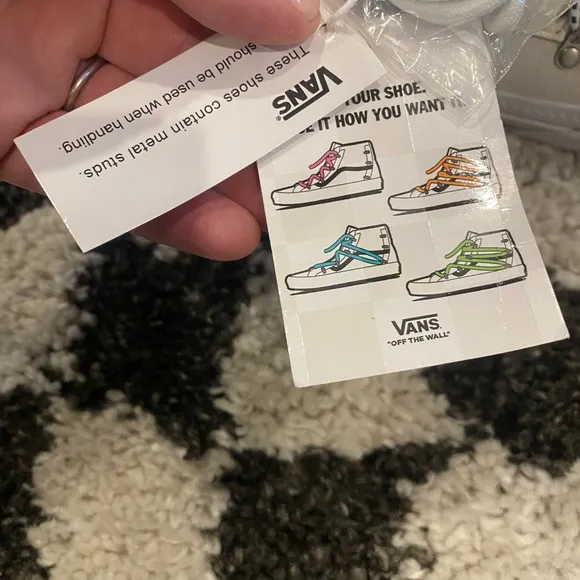 VANS
®
These shoes contain metal studs.
should be used when handling.
YOUR SHOE.
IT HOW YOU WANT
VANS
"OFF THE WALL"